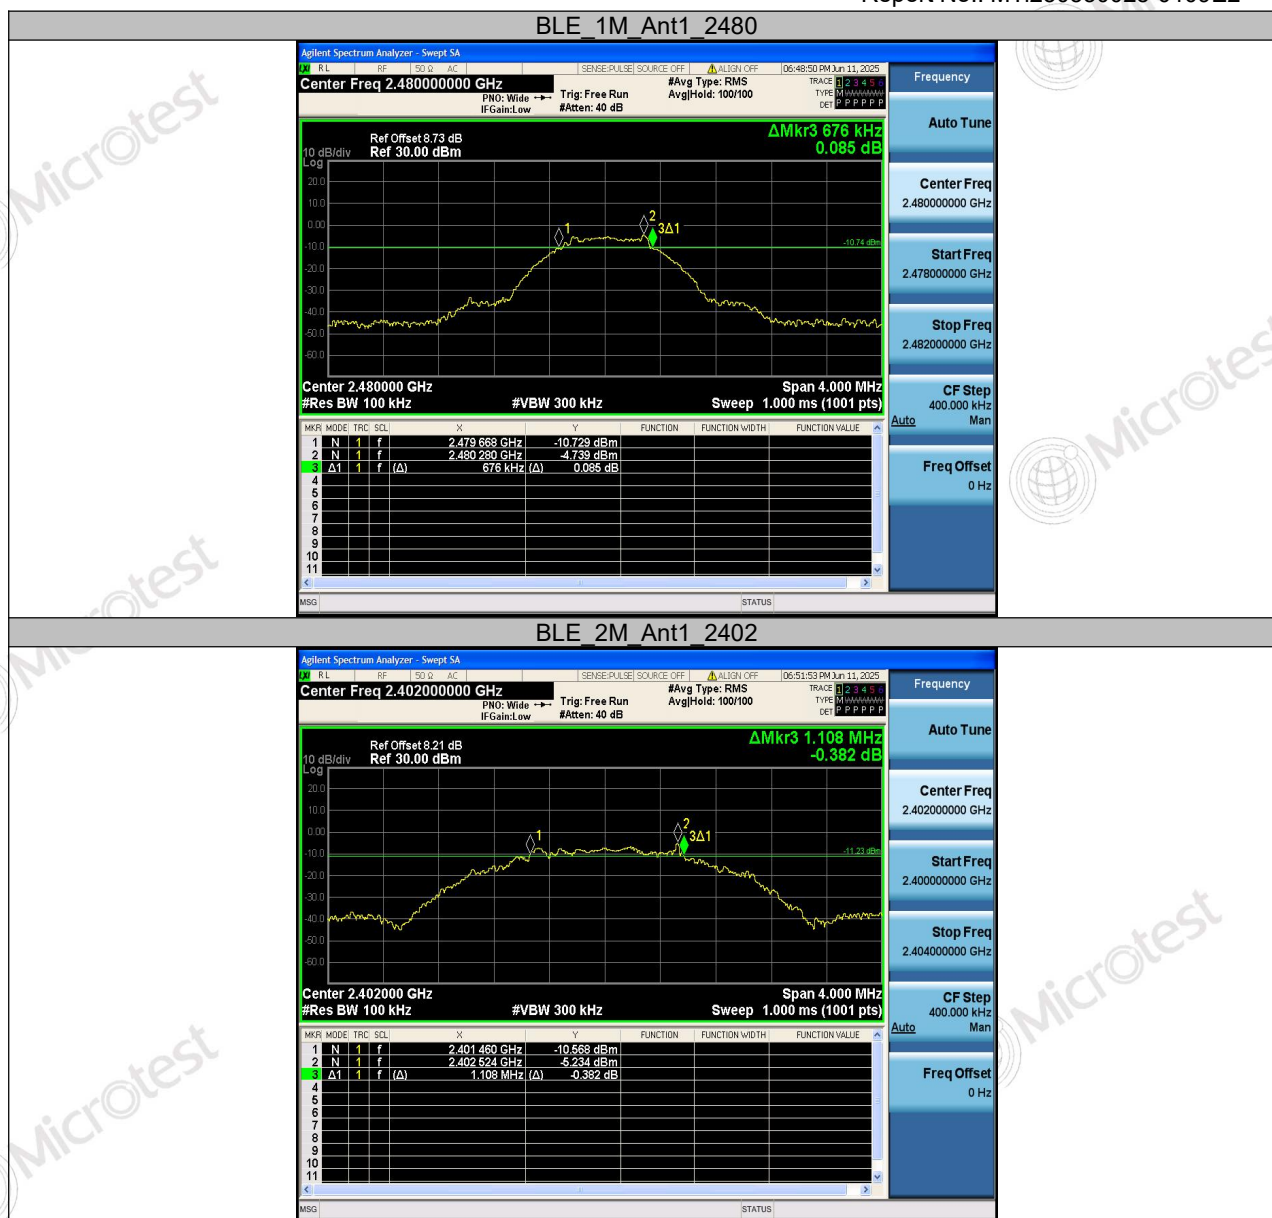 BLE_1M_Ant1_2480
Agilent Spectrum Analyzer - Swept SA
RL RF 50 Ω AC SENSE:PULSE SOURCE OFF ALIGN OFF 06:48:50 PM Jun 11, 2025
Center Freq 2.480000000 GHz
PNO: Wide
IFGain:Low
Trig: Free Run
#Atten: 40 dB
#Avg Type: RMS
Avg|Hold: 100/100
TRACE 1 2 3 4 5 6
TYPE M
DET P P P P P P
ΔMkr3 676 kHz
0.085 dB
Ref Offset 8.73 dB
10 dB/div Ref 30.00 dBm
Log
20.0
10.0
0.00
-10.0
-20.0
-30.0
-40.0
-50.0
-60.0
1
2
3Δ1
-10.74 dBm
Center 2.480000 GHz Span 4.000 MHz
#Res BW 100 kHz #VBW 300 kHz Sweep 1.000 ms (1001 pts)
MKR MODE TRC SCL X Y FUNCTION FUNCTION WIDTH FUNCTION VALUE
1 N 1 f 2.479 668 GHz -10.729 dBm
2 N 1 f 2.480 280 GHz -4.739 dBm
3 Δ1 1 f (Δ) 676 kHz (Δ) 0.085 dB
4
5
6
7
8
9
10
11
MSG STATUS
Frequency
Auto Tune
Center Freq
2.480000000 GHz
Start Freq
2.478000000 GHz
Stop Freq
2.482000000 GHz
CF Step
400.000 kHz
Auto Man
Freq Offset
0 Hz
BLE_2M_Ant1_2402
Agilent Spectrum Analyzer - Swept SA
RL RF 50 Ω AC SENSE:PULSE SOURCE OFF ALIGN OFF 06:51:53 PM Jun 11, 2025
Center Freq 2.402000000 GHz
PNO: Wide
IFGain:Low
Trig: Free Run
#Atten: 40 dB
#Avg Type: RMS
Avg|Hold: 100/100
TRACE 1 2 3 4 5 6
TYPE M
DET P P P P P P
ΔMkr3 1.108 MHz
-0.382 dB
Ref Offset 8.21 dB
10 dB/div Ref 30.00 dBm
Log
20.0
10.0
0.00
-10.0
-20.0
-30.0
-40.0
-50.0
-60.0
1
2
3Δ1
-11.23 dBm
Center 2.402000 GHz Span 4.000 MHz
#Res BW 100 kHz #VBW 300 kHz Sweep 1.000 ms (1001 pts)
MKR MODE TRC SCL X Y FUNCTION FUNCTION WIDTH FUNCTION VALUE
1 N 1 f 2.401 460 GHz -10.568 dBm
2 N 1 f 2.402 524 GHz -5.234 dBm
3 Δ1 1 f (Δ) 1.108 MHz (Δ) -0.382 dB
4
5
6
7
8
9
10
11
MSG STATUS
Frequency
Auto Tune
Center Freq
2.402000000 GHz
Start Freq
2.400000000 GHz
Stop Freq
2.404000000 GHz
CF Step
400.000 kHz
Auto Man
Freq Offset
0 Hz
Microtest
Microtest
Microtest
Microtest